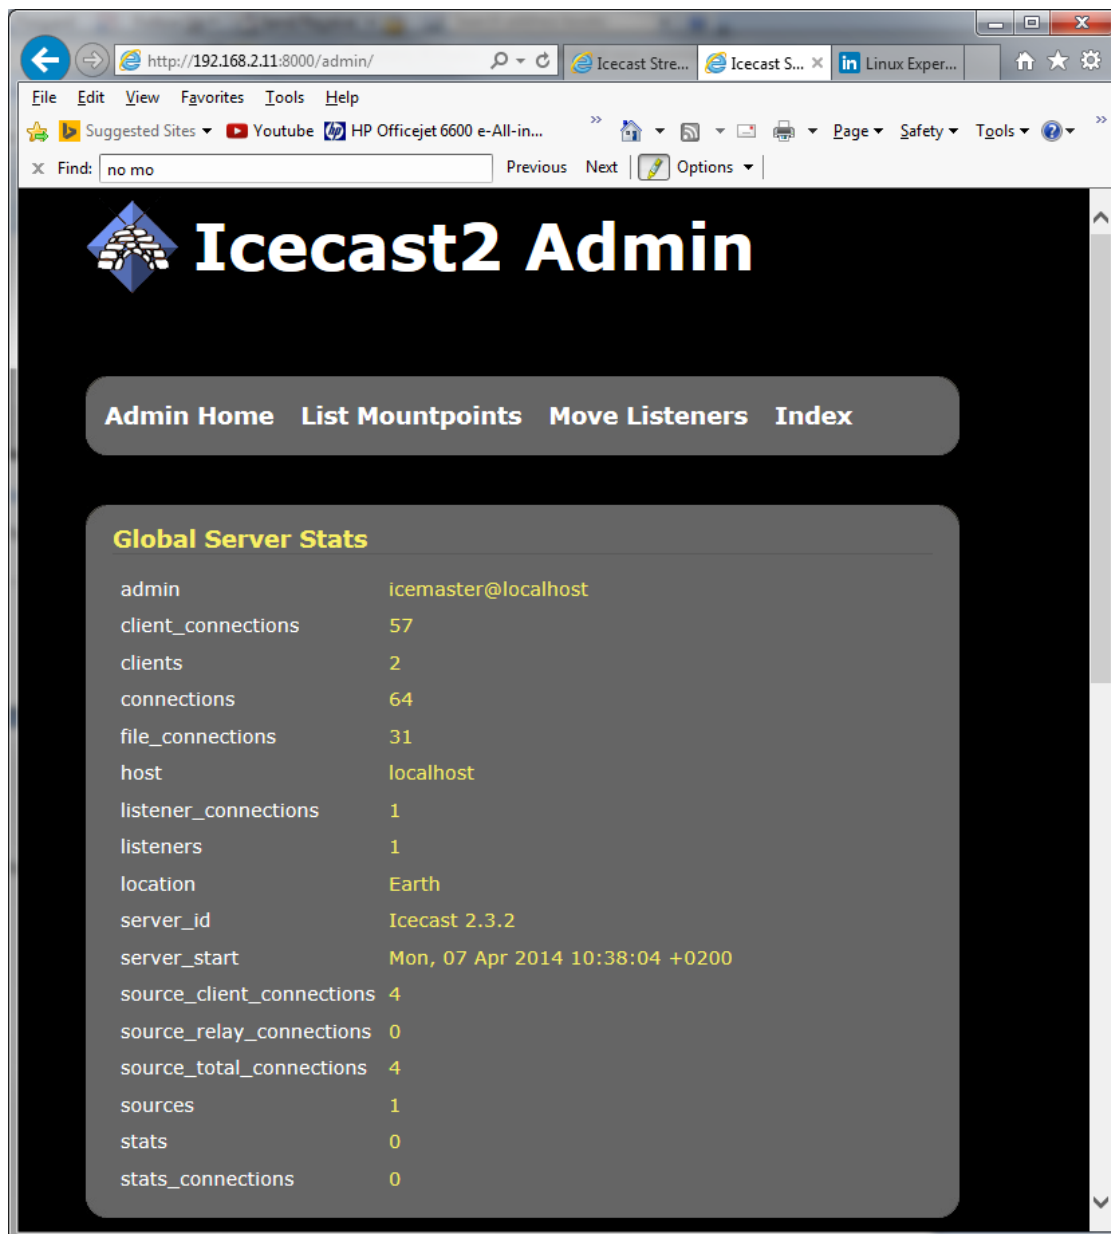 http://192.168.2.11:8000/admin/ Icecast Stre... Icecast S... Linux Exper...
File Edit View Favorites Tools Help
Suggested Sites Youtube HP Officejet 6600 e-All-in... Page Safety Tools
x Find: no mo Previous Next Options
Icecast2 Admin
Admin Home List Mountpoints Move Listeners Index
Global Server Stats
admin icemaster@localhost
client_connections 57
clients 2
connections 64
file_connections 31
host localhost
listener_connections 1
listeners 1
location Earth
server_id Icecast 2.3.2
server_start Mon, 07 Apr 2014 10:38:04 +0200
source_client_connections 4
source_relay_connections 0
source_total_connections 4
sources 1
stats 0
stats_connections 0